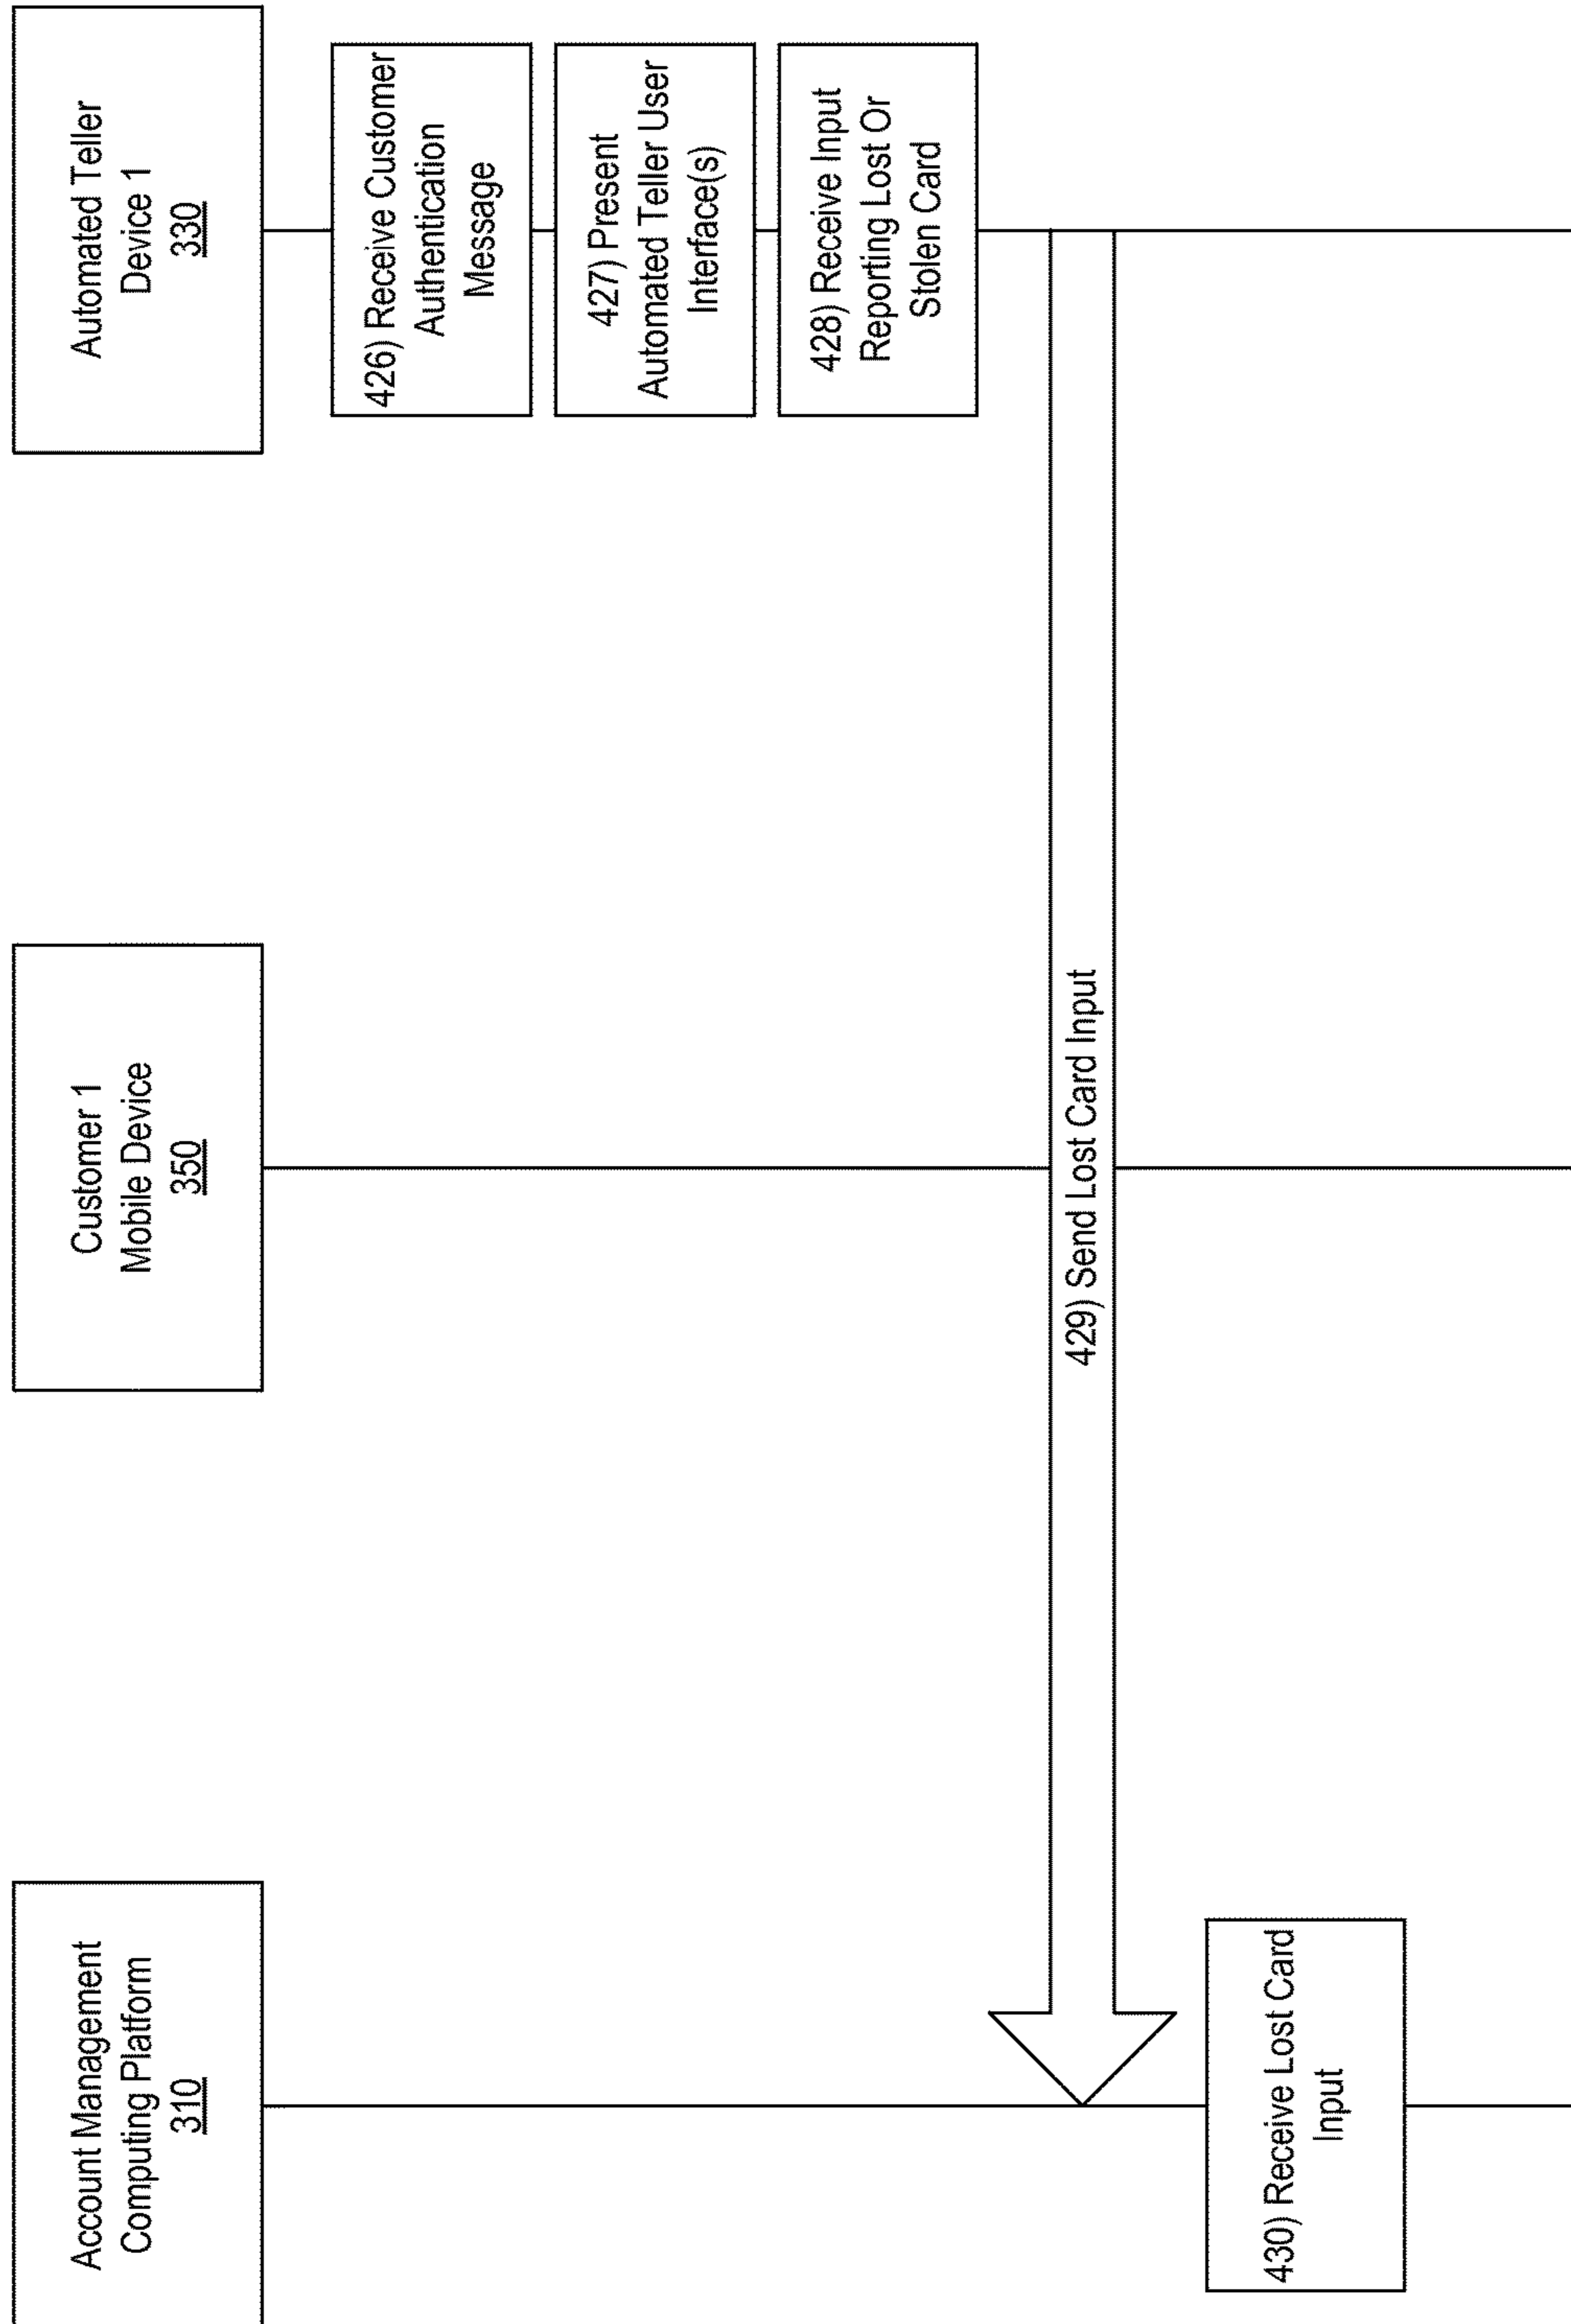 Account Management
Computing Platform
310
Customer 1
Mobile Device
350
Automated Teller
Device 1
330
426) Receive Customer
Authentication
Message
427) Present
Automated Teller User
Interface(s)
428) Receive Input
Reporting Lost Or
Stolen Card
429) Send Lost Card Input
430) Receive Lost Card
Input